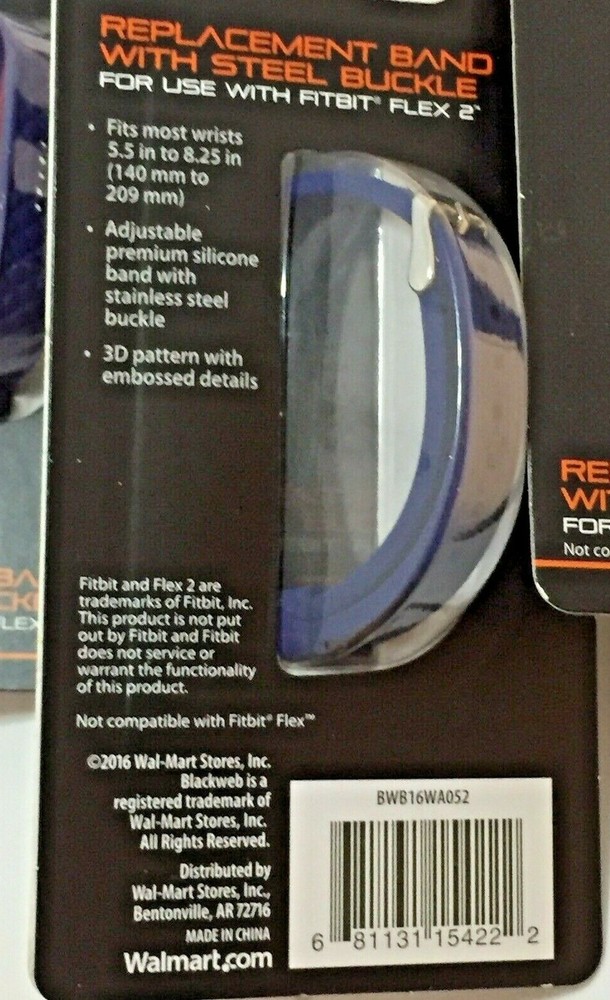 REPLACEMENT BAND
WITH STEEL BUCKLE
FOR USE WITH FITBIT® FLEX 2™
• Fits most wrists
5.5 in to 8.25 in
(140 mm to
209 mm)
• Adjustable
premium silicone
band with
stainless steel
buckle
• 3D pattern with
embossed details
Fitbit and Flex 2 are
trademarks of Fitbit, Inc.
This product is not put
out by Fitbit and Fitbit
does not service or
warrant the functionality
of this product.
Not compatible with Fitbit® Flex™
©2016 Wal-Mart Stores, Inc.
Blackweb is a
registered trademark of
Wal-Mart Stores, Inc.
All Rights Reserved.
Distributed by
Wal-Mart Stores, Inc.,
Bentonville, AR 72716
MADE IN CHINA
Walmart.com
BWB16WA052
6 81131 15422 2
RE
WI
FOR
Not co
BA
CK
FLEX